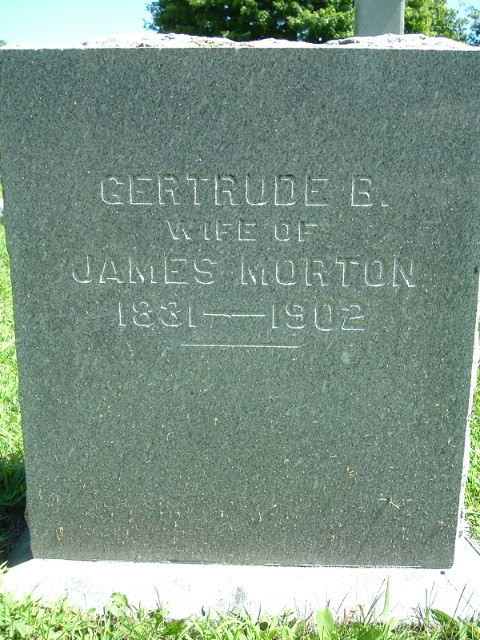 GERTRUDE B.
WIFE OF
JAMES MORTON
1831—1902